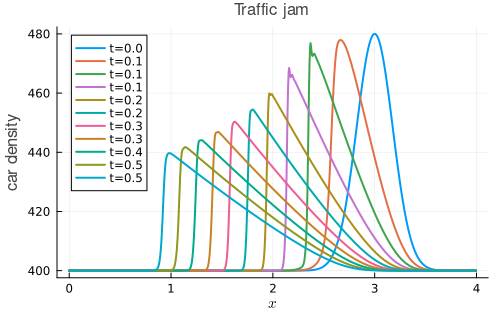 Traffic jam
car density
480
460
440
420
400
t=0.0
t=0.1
t=0.1
t=0.1
t=0.2
t=0.2
t=0.3
t=0.3
t=0.4
t=0.5
t=0.5
0 1 2 3 4
x